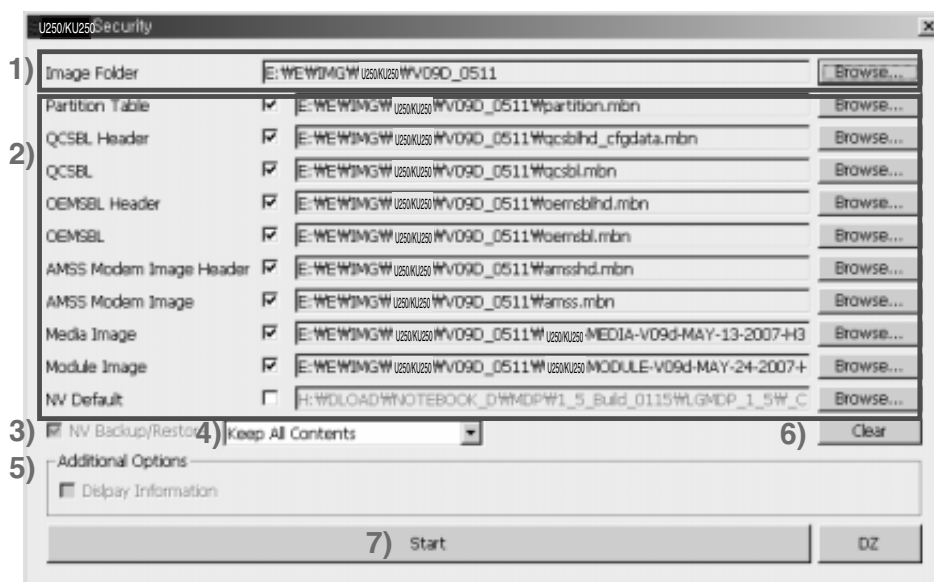 U250/KU250 Security
1) Image Folder E:₩E₩IMG₩U250/KU250₩V09D_0511 Browse...
2)
Partition Table E:₩E₩IMG₩U250/KU250₩V09D_0511₩partition.mbn Browse...
QCSBL Header E:₩E₩IMG₩U250/KU250₩V09D_0511₩qcsblhd_cfgdata.mbn Browse...
QCSBL E:₩E₩IMG₩U250/KU250₩V09D_0511₩qcsbl.mbn Browse...
OEMSBL Header E:₩E₩IMG₩U250/KU250₩V09D_0511₩oemsblhd.mbn Browse...
OEMSBL E:₩E₩IMG₩U250/KU250₩V09D_0511₩oemsbl.mbn Browse...
AMSS Modem Image Header E:₩E₩IMG₩U250/KU250₩V09D_0511₩amsshd.mbn Browse...
AMSS Modem Image E:₩E₩IMG₩U250/KU250₩V09D_0511₩amss.mbn Browse...
Media Image E:₩E₩IMG₩U250/KU250₩V09D_0511₩U250/KU250-MEDIA-V09d-MAY-13-2007-H3 Browse...
Module Image E:₩E₩IMG₩U250/KU250₩V09D_0511₩U250/KU250 MODULE-V09d-MAY-24-2007-H Browse...
NV Default H:₩DLOAD₩NOTEBOOK_D₩MDP₩1_5_Build_0115₩LGMDP_1_5₩_C Browse...
3) NV Backup/Restor 4) Keep All Contents 6) Clear
5) Additional Options
Dislpay Information
7) Start DZ